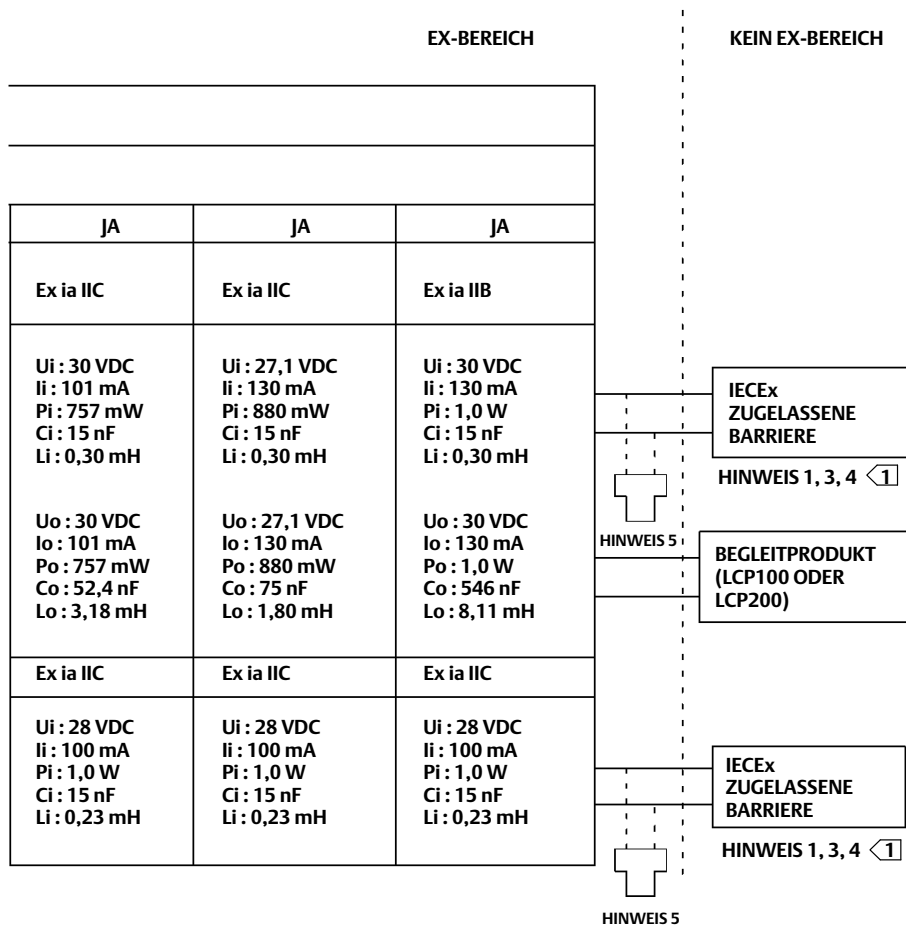 EX-BEREICH
KEIN EX-BEREICH
JA
JA
JA
Ex ia IIC
Ex ia IIC
Ex ia IIB
Ui : 30 VDC
Ii : 101 mA
Pi : 757 mW
Ci : 15 nF
Li : 0,30 mH
Ui : 27,1 VDC
Ii : 130 mA
Pi : 880 mW
Ci : 15 nF
Li : 0,30 mH
Ui : 30 VDC
Ii : 130 mA
Pi : 1,0 W
Ci : 15 nF
Li : 0,30 mH
IECEx
ZUGELASSENE
BARRIERE
HINWEIS 1, 3, 4 1
HINWEIS 5
Uo : 30 VDC
Io : 101 mA
Po : 757 mW
Co : 52,4 nF
Lo : 3,18 mH
Uo : 27,1 VDC
Io : 130 mA
Po : 880 mW
Co : 75 nF
Lo : 1,80 mH
Uo : 30 VDC
Io : 130 mA
Po : 1,0 W
Co : 546 nF
Lo : 8,11 mH
BEGLEITPRODUKT
(LCP100 ODER
LCP200)
Ex ia IIC
Ex ia IIC
Ex ia IIC
Ui : 28 VDC
Ii : 100 mA
Pi : 1,0 W
Ci : 15 nF
Li : 0,23 mH
Ui : 28 VDC
Ii : 100 mA
Pi : 1,0 W
Ci : 15 nF
Li : 0,23 mH
Ui : 28 VDC
Ii : 100 mA
Pi : 1,0 W
Ci : 15 nF
Li : 0,23 mH
IECEx
ZUGELASSENE
BARRIERE
HINWEIS 1, 3, 4 1
HINWEIS 5